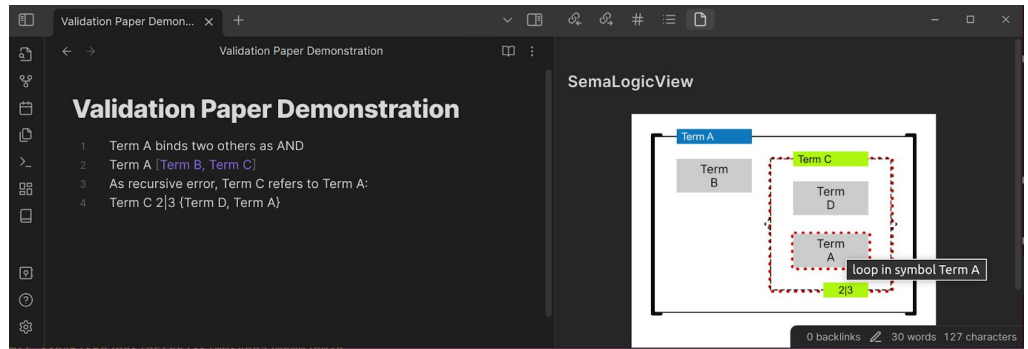 Validation Paper Demon...
Validation Paper Demonstration
Validation Paper Demonstration
1 Term A binds two others as AND
2 Term A [Term B, Term C]
3 As recursive error, Term C refers to Term A:
4 Term C 2|3 {Term D, Term A}
SemaLogicView
Term A
Term
B
Term C
Term
D
Term
A
loop in symbol Term A
2|3
0 backlinks 30 words 127 characters